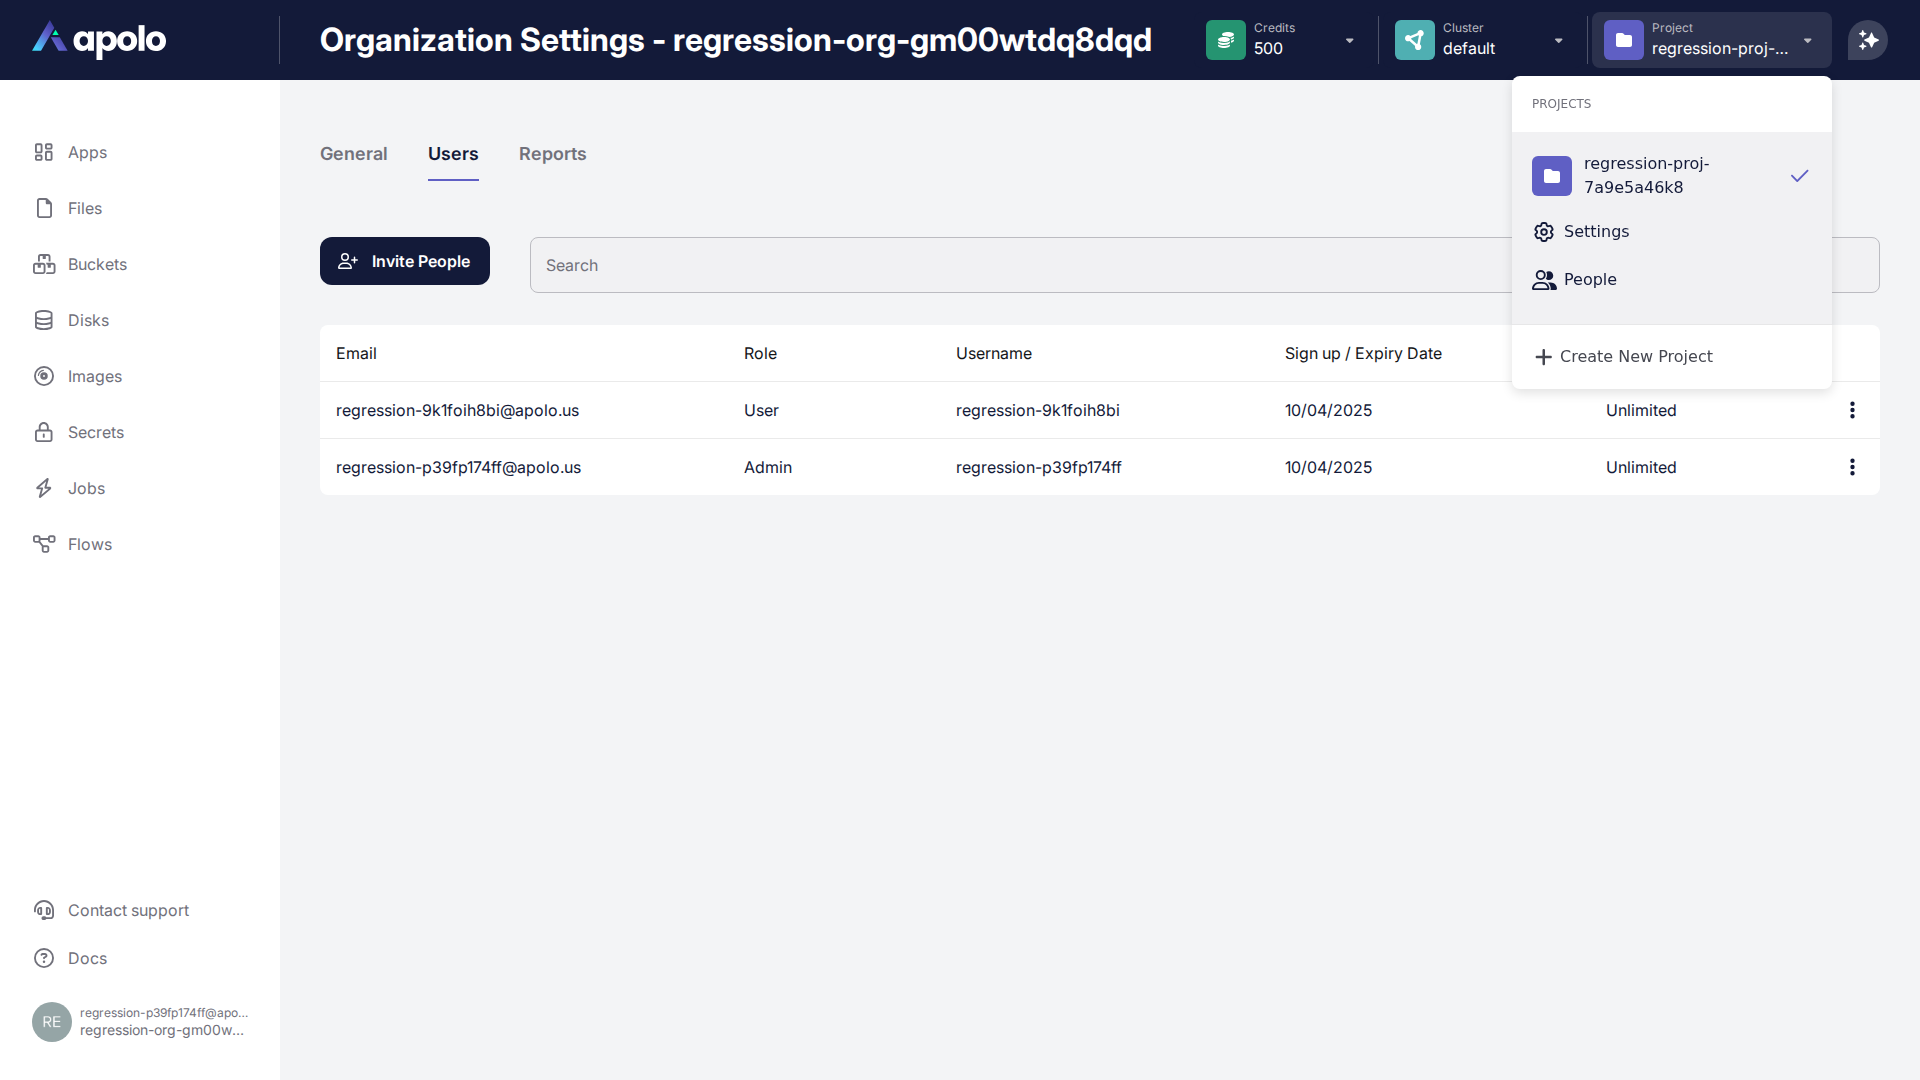 apolo
Organization Settings - regression-org-gm00wtdq8dqd
Credits
500
Cluster
default
Project
regression-proj-...
PROJECTS
regression-proj-
7a9e5a46k8
Settings
People
Create New Project
Apps
Files
Buckets
Disks
Images
Secrets
Jobs
Flows
General Users Reports
Invite People
Search
Email Role Username Sign up / Expiry Date
regression-9k1foih8bi@apolo.us User regression-9k1foih8bi 10/04/2025 Unlimited
regression-p39fp174ff@apolo.us Admin regression-p39fp174ff 10/04/2025 Unlimited
Contact support
Docs
RE
regression-p39fp174ff@apo...
regression-org-gm00w...